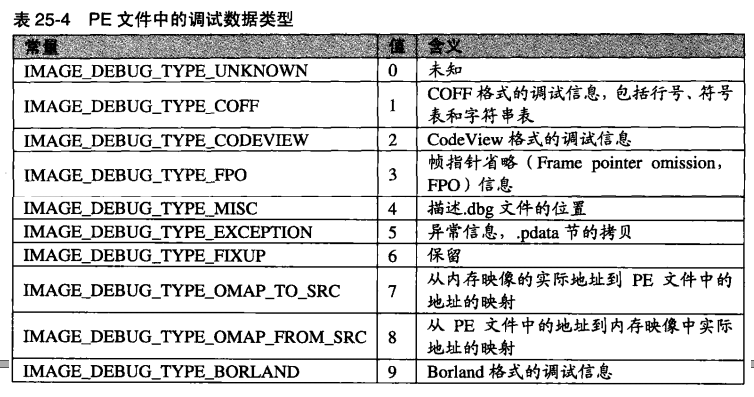 表 25-4 PE 文件中的调试数据类型
常量 值 含义
IMAGE_DEBUG_TYPE_UNKNOWN 0 未知
IMAGE_DEBUG_TYPE_COFF 1 COFF 格式的调试信息，包括行号、符号
表和字符串表
IMAGE_DEBUG_TYPE_CODEVIEW 2 CodeView 格式的调试信息
IMAGE_DEBUG_TYPE_FPO 3 帧指针省略（Frame pointer omission，
FPO）信息
IMAGE_DEBUG_TYPE_MISC 4 描述.dbg 文件的位置
IMAGE_DEBUG_TYPE_EXCEPTION 5 异常信息，.pdata 节的拷贝
IMAGE_DEBUG_TYPE_FIXUP 6 保留
IMAGE_DEBUG_TYPE_OMAP_TO_SRC 7 从内存映像的实际地址到 PE 文件中的
地址的映射
IMAGE_DEBUG_TYPE_OMAP_FROM_SRC 8 从 PE 文件中的地址到内存映像中实际
地址的映射
IMAGE_DEBUG_TYPE_BORLAND 9 Borland 格式的调试信息